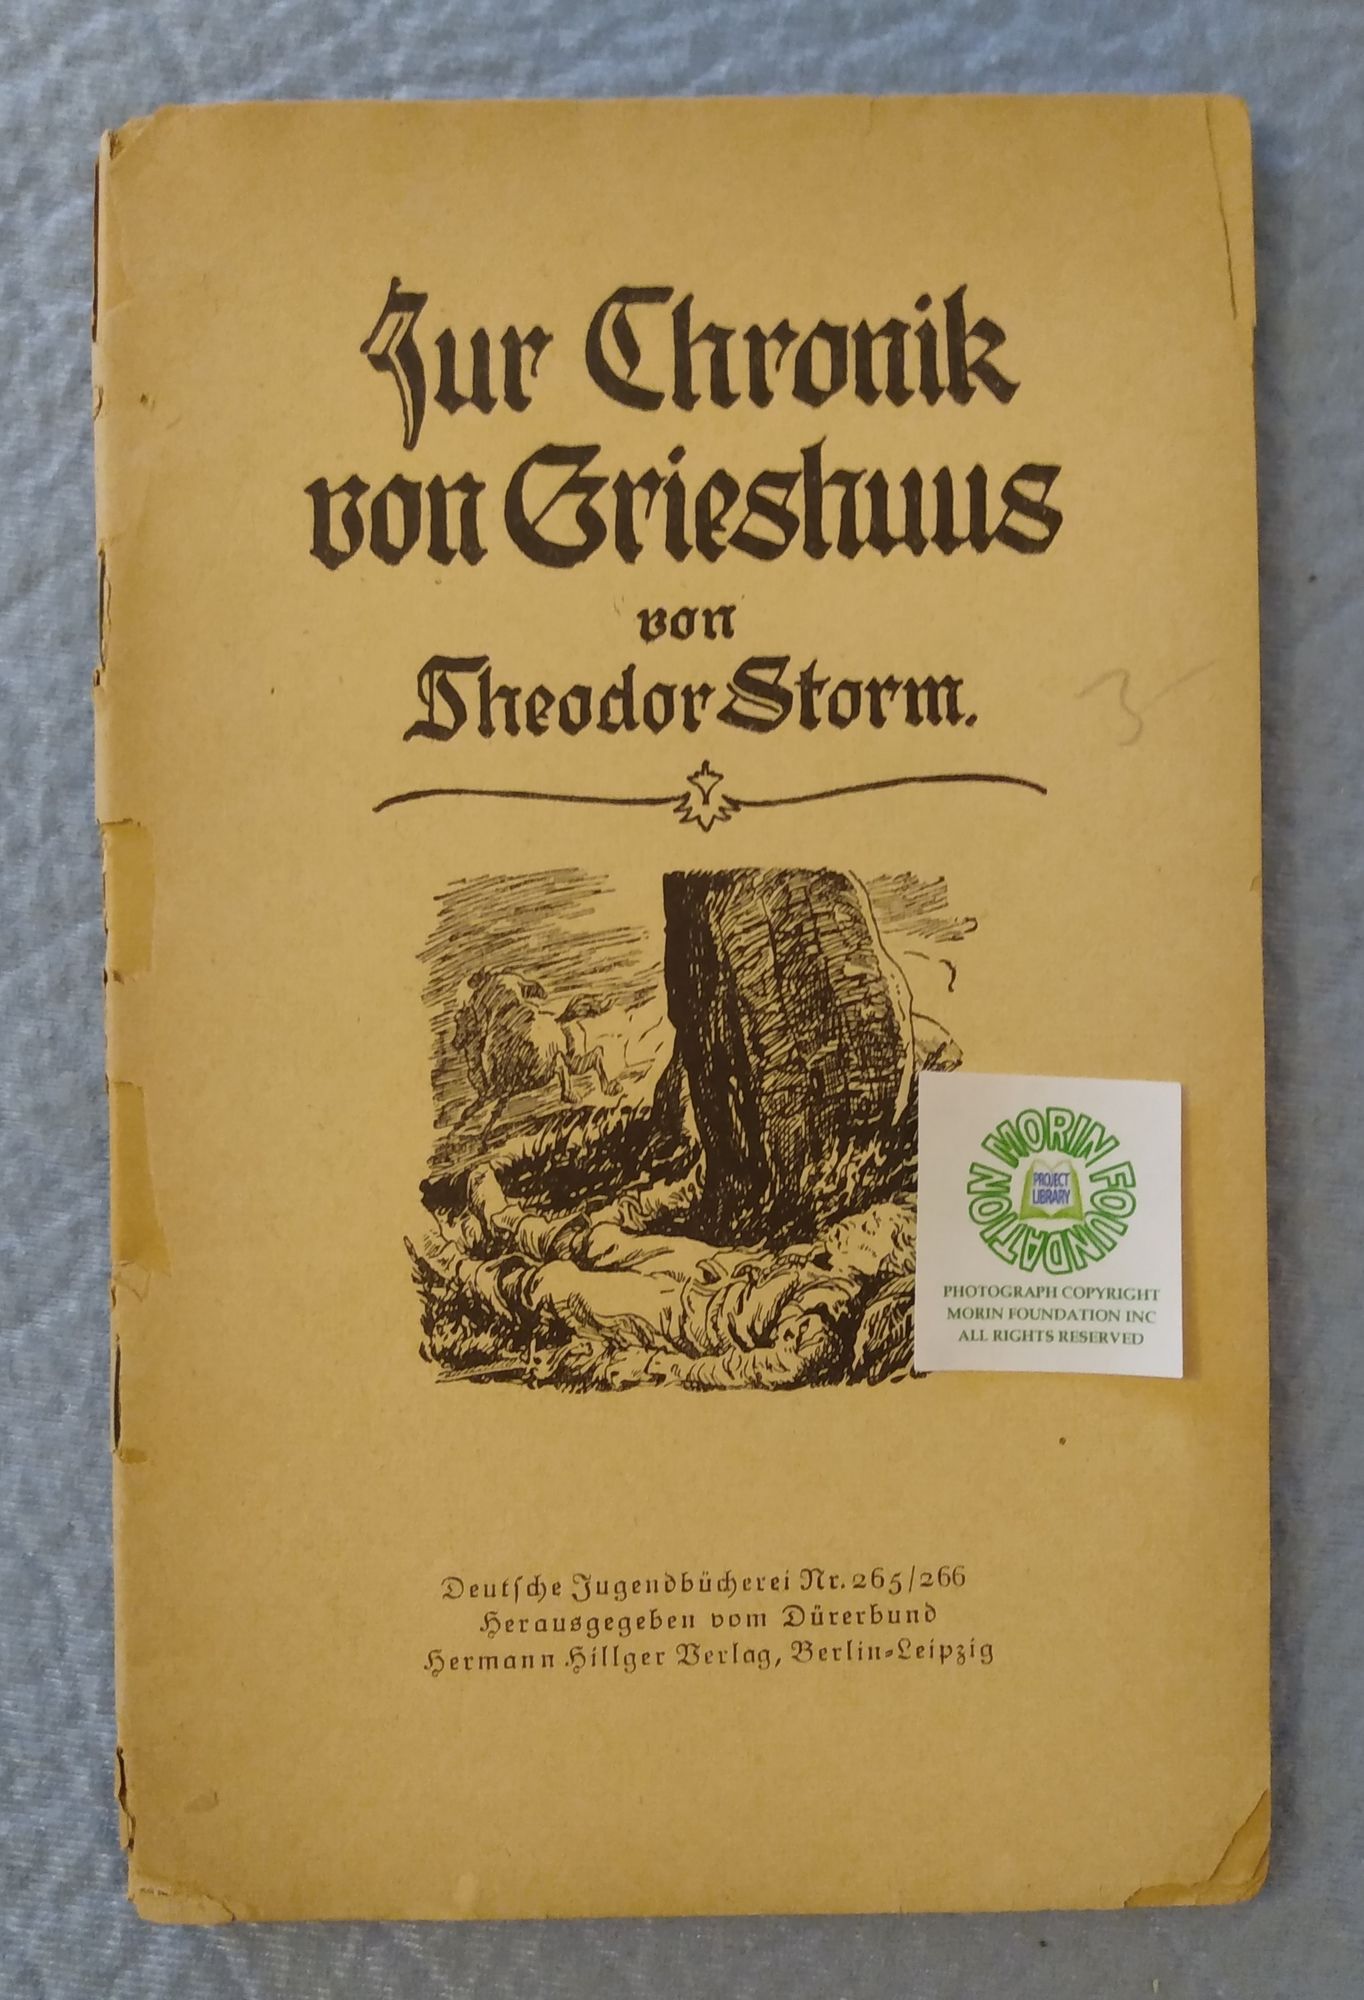 Zur Chronik
von Grieshuus
von
Theodor Storm.
3
Deutſche Jugendbücherei Nr. 265/266
Herausgegeben vom Dürerbund
Hermann Hillger Verlag, Berlin-Leipzig
MORIN FOUNDATION
PROJECT
LIBRARY
PHOTOGRAPH COPYRIGHT
MORIN FOUNDATION INC
ALL RIGHTS RESERVED